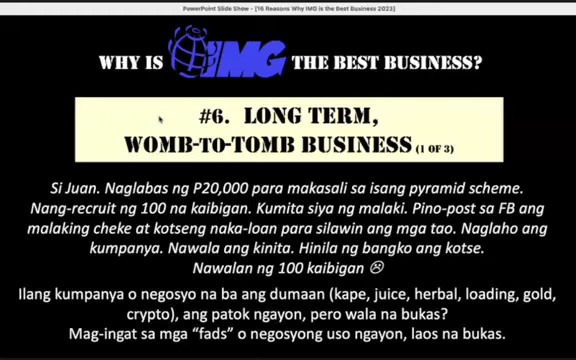 PowerPoint Slide Show - [16 Reasons Why IMG is the Best Business 2023]
WHY IS IMG THE BEST BUSINESS?
#6. LONG TERM,
WOMB-TO-TOMB BUSINESS (1 OF 3)
Si Juan. Naglabas ng P20,000 para makasali sa isang pyramid scheme.
Nang-recruit ng 100 na kaibigan. Kumita siya ng malaki. Pino-post sa FB ang
malaking cheke at kotseng naka-loan para silawin ang mga tao. Naglaho ang
kumpanya. Nawala ang kinita. Hinila ng bangko ang kotse.
Nawalan ng 100 kaibigan ☹
Ilang kumpanya o negosyo na ba ang dumaan (kape, juice, herbal, loading, gold,
crypto), ang patok ngayon, pero wala na bukas?
Mag-ingat sa mga “fads” o negosyong uso ngayon, laos na bukas.